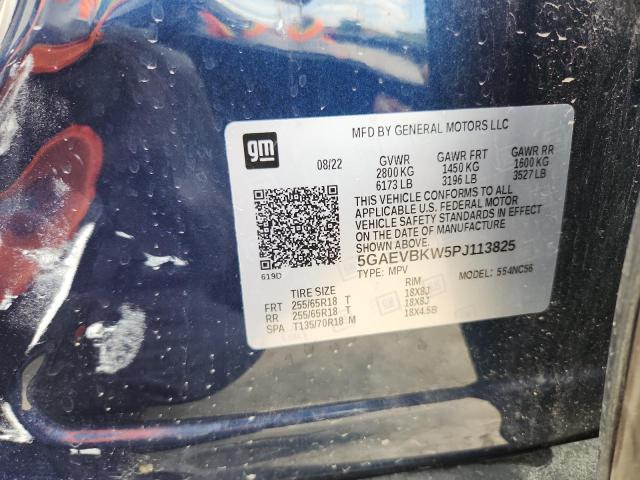 gm
MFD BY GENERAL MOTORS LLC
08/22 GVWR GAWR FRT GAWR RR
2800 KG 1450 KG 1600 KG
6173 LB 3196 LB 3527 LB
THIS VEHICLE CONFORMS TO ALL
APPLICABLE U.S. FEDERAL MOTOR
VEHICLE SAFETY STANDARDS IN EFFECT
ON THE DATE OF MANUFACTURE
SHOWN ABOVE.
619D
5GAEVBKW5PJ113825
TYPE: MPV MODEL: 554NC56
TIRE SIZE RIM
FRT 255/65R18 T 18X8J
RR 255/65R18 T 18X8J
SPA T135/70R18 M 18X4.5B